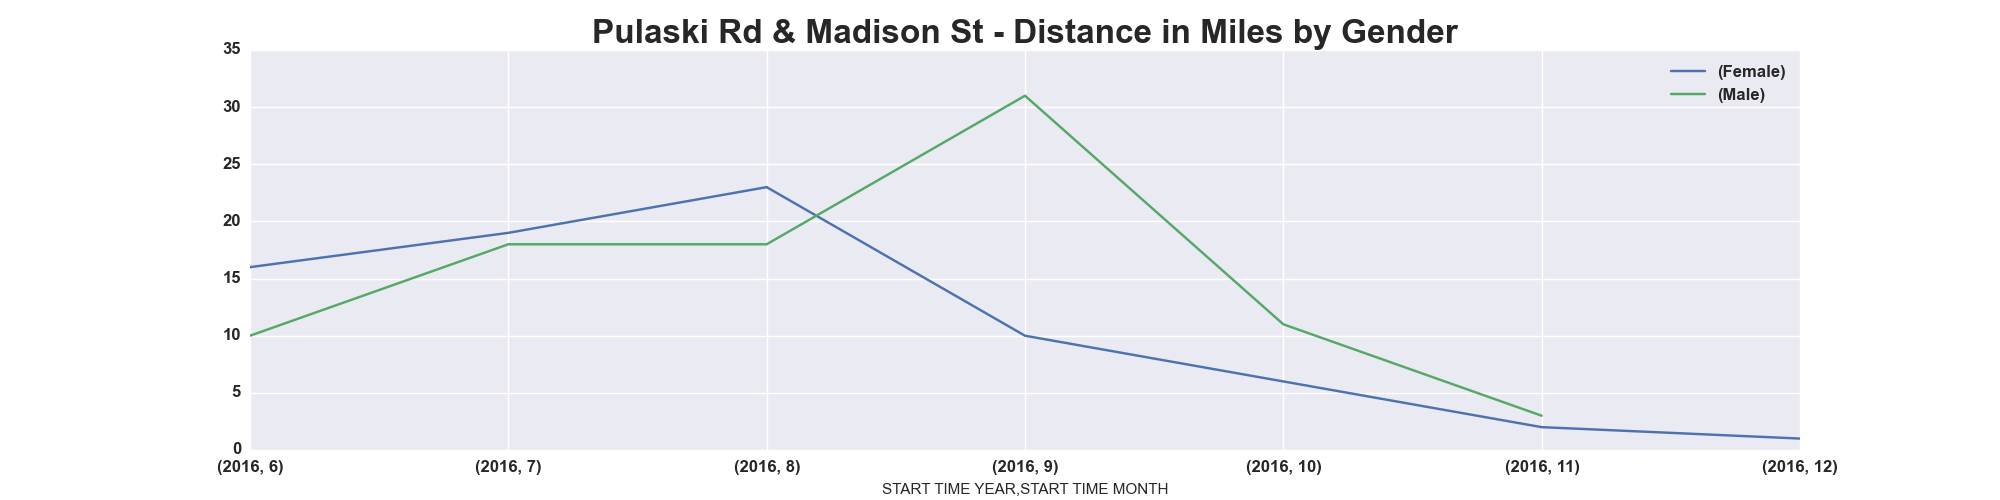 Pulaski Rd & Madison St - Distance in Miles by Gender
35
30
25
20
15
10
5
0
(Female)
(Male)
(2016, 6) (2016, 7) (2016, 8) (2016, 9) (2016, 10) (2016, 11) (2016, 12)
START TIME YEAR,START TIME MONTH